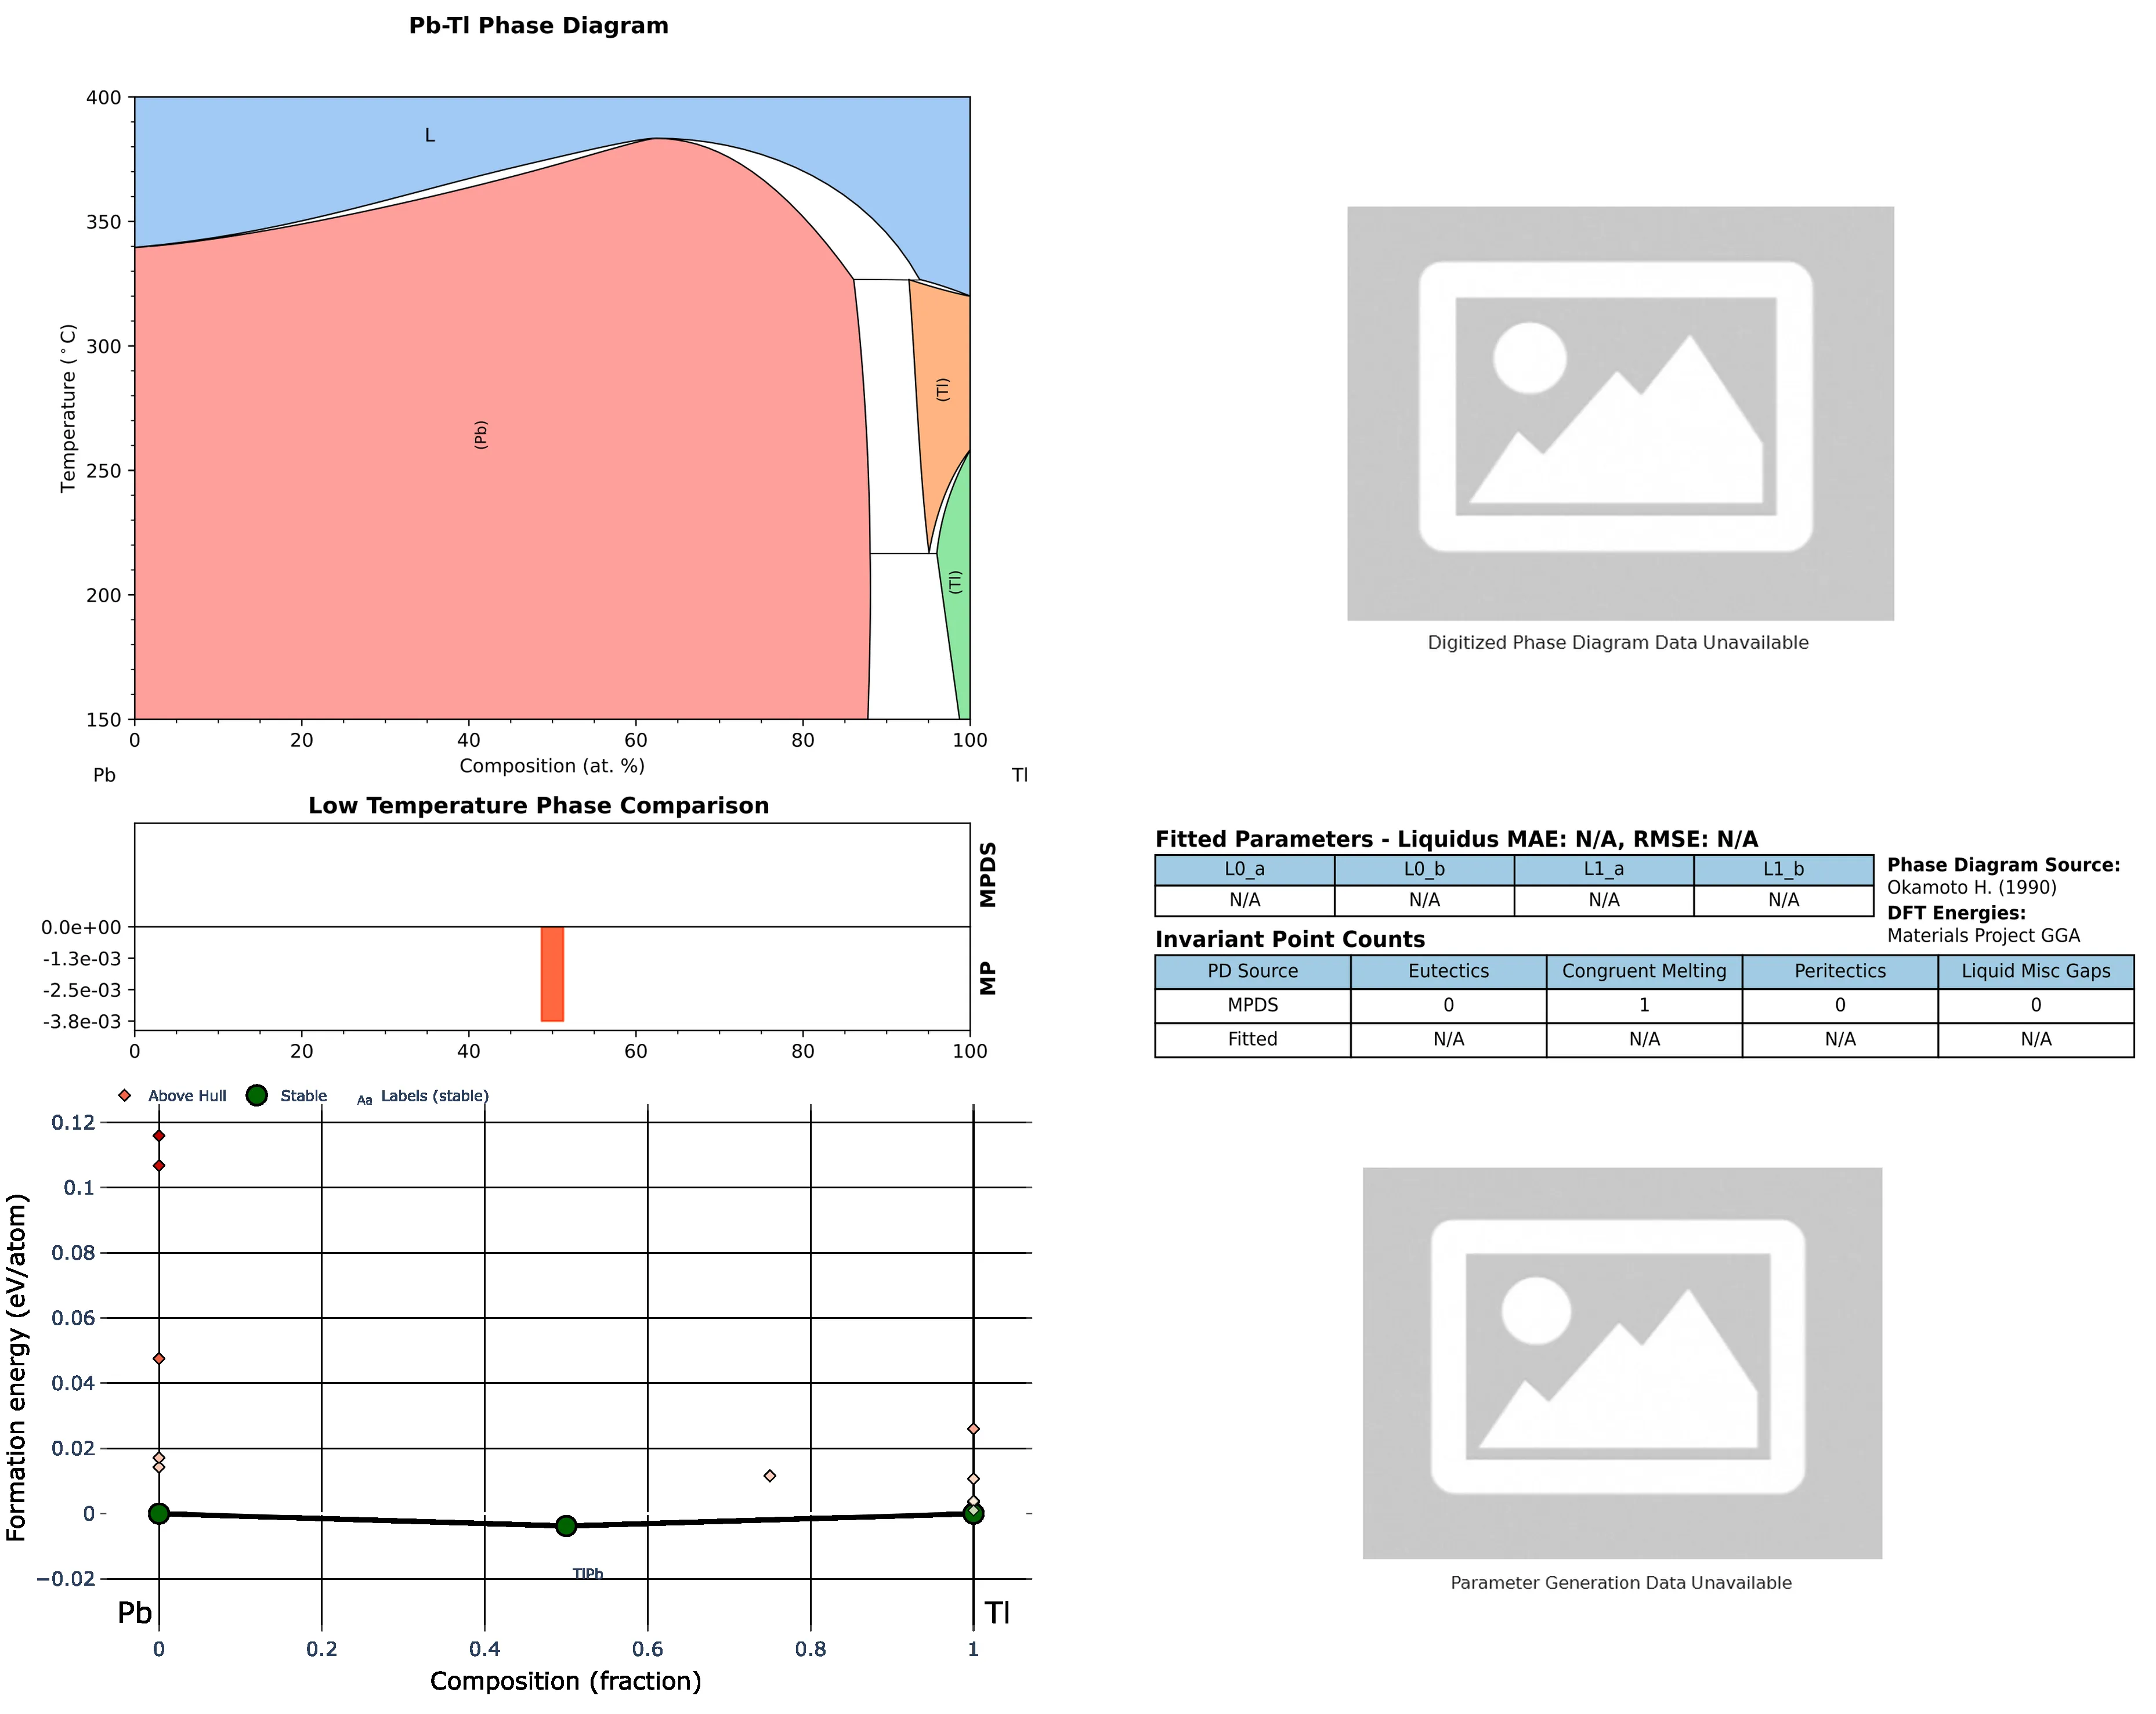 Pb-Tl Phase Diagram
400
350
300
250
200
150
Temperature (°C)
L
(Pb)
(Tl)
(Tl)
0 20 40 60 80 100
Composition (at. %)
Pb Tl
Digitized Phase Diagram Data Unavailable
Low Temperature Phase Comparison
MPDS
MP
0.0e+00
-1.3e-03
-2.5e-03
-3.8e-03
0 20 40 60 80 100
Fitted Parameters - Liquidus MAE: N/A, RMSE: N/A
L0_a L0_b L1_a L1_b
N/A N/A N/A N/A
Phase Diagram Source:
Okamoto H. (1990)
DFT Energies:
Materials Project GGA
Invariant Point Counts
PD Source Eutectics Congruent Melting Peritectics Liquid Misc Gaps
MPDS 0 1 0 0
Fitted N/A N/A N/A N/A
Above Hull Stable Aa Labels (stable)
0.12
0.1
0.08
0.06
0.04
0.02
0
−0.02
Formation energy (eV/atom)
TlPb
Pb Tl
0 0.2 0.4 0.6 0.8 1
Composition (fraction)
Parameter Generation Data Unavailable